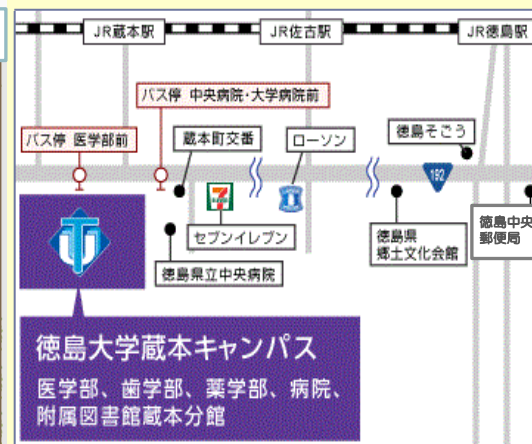 JR蔵本駅
JR佐古駅
JR徳島駅
バス停 中央病院・大学病院前
バス停 医学部前
蔵本町交番
ローソン
徳島そごう
192
7
セブンイレブン
徳島県
郷土文化会館
徳島中央
郵便局
徳島県立中央病院
徳島大学蔵本キャンパス
医学部、歯学部、薬学部、病院、
附属図書館蔵本分館